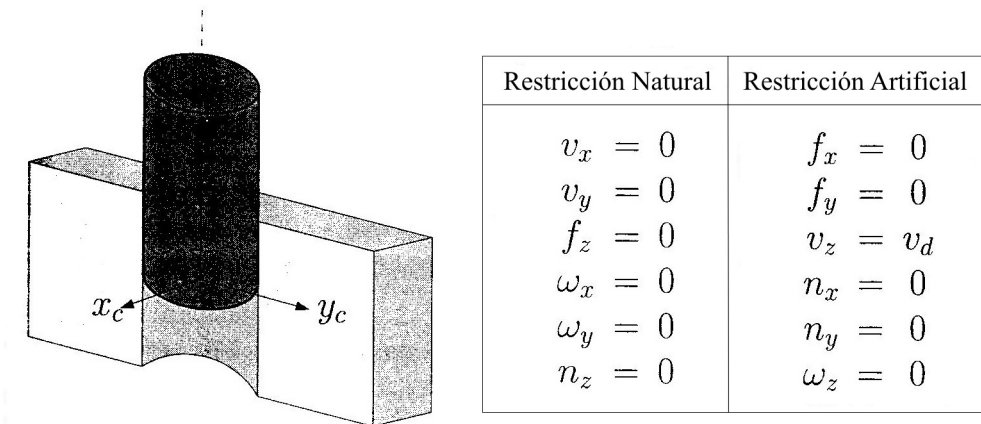 x_c
y_c
Restricción Natural Restricción Artificial
v_x = 0 f_x = 0
v_y = 0 f_y = 0
f_z = 0 v_z = v_d
ω_x = 0 n_x = 0
ω_y = 0 n_y = 0
n_z = 0 ω_z = 0